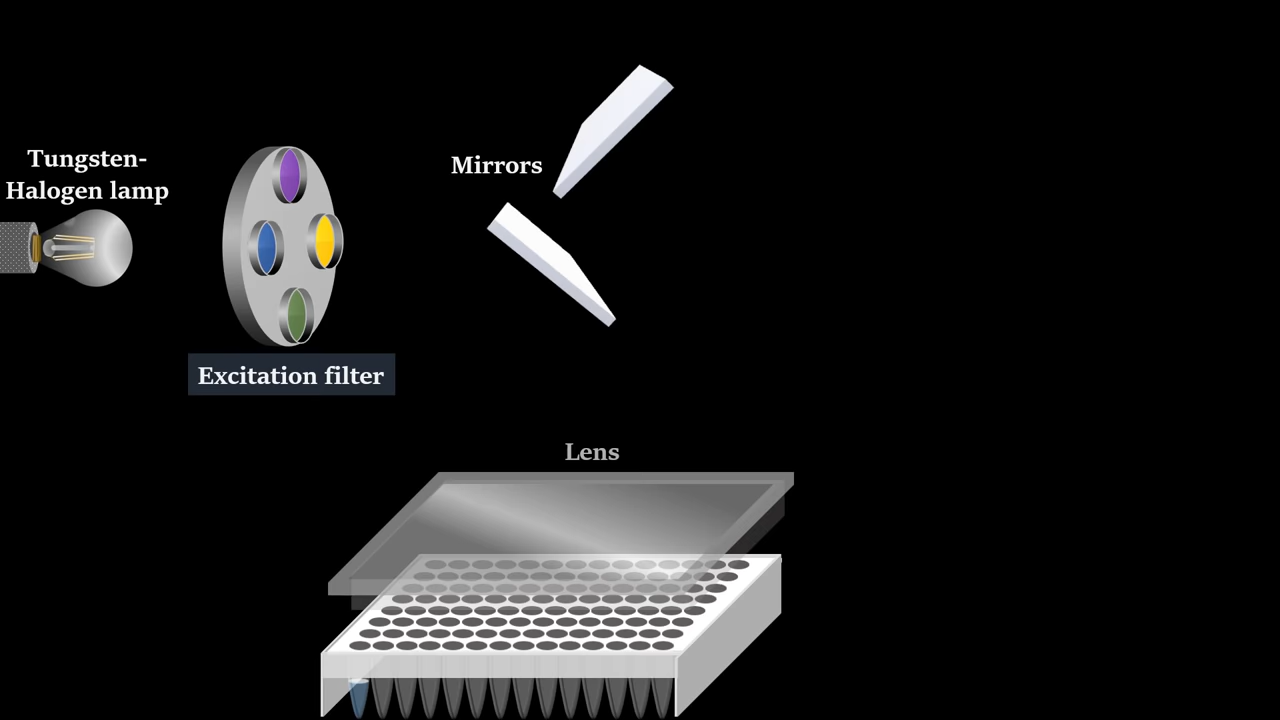 Tungsten-
Halogen lamp
Mirrors
Excitation filter
Lens